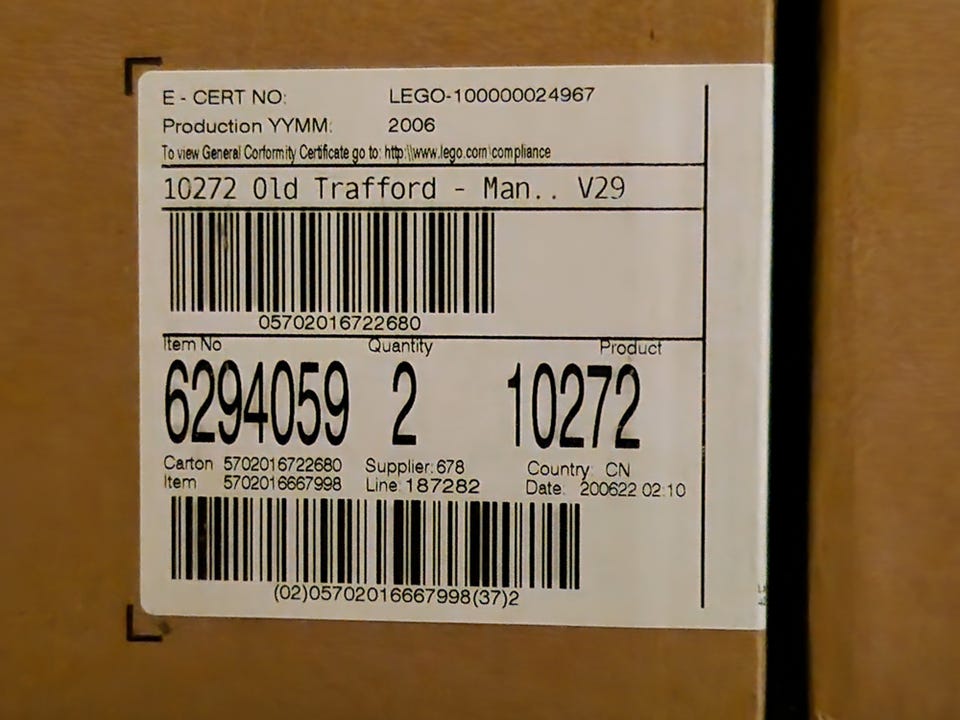 E - CERT NO: LEGO-100000024967
Production YYMM: 2006
To view General Conformity Certificate go to: http:\\www.lego.com\compliance
10272 Old Trafford - Man.. V29
05702016722680
Item No Quantity Product
6294059 2 10272
Carton 5702016722680 Supplier: 678 Country: CN
Item 5702016667998 Line: 187282 Date: 200622 02:10
(02)05702016667998(37)2